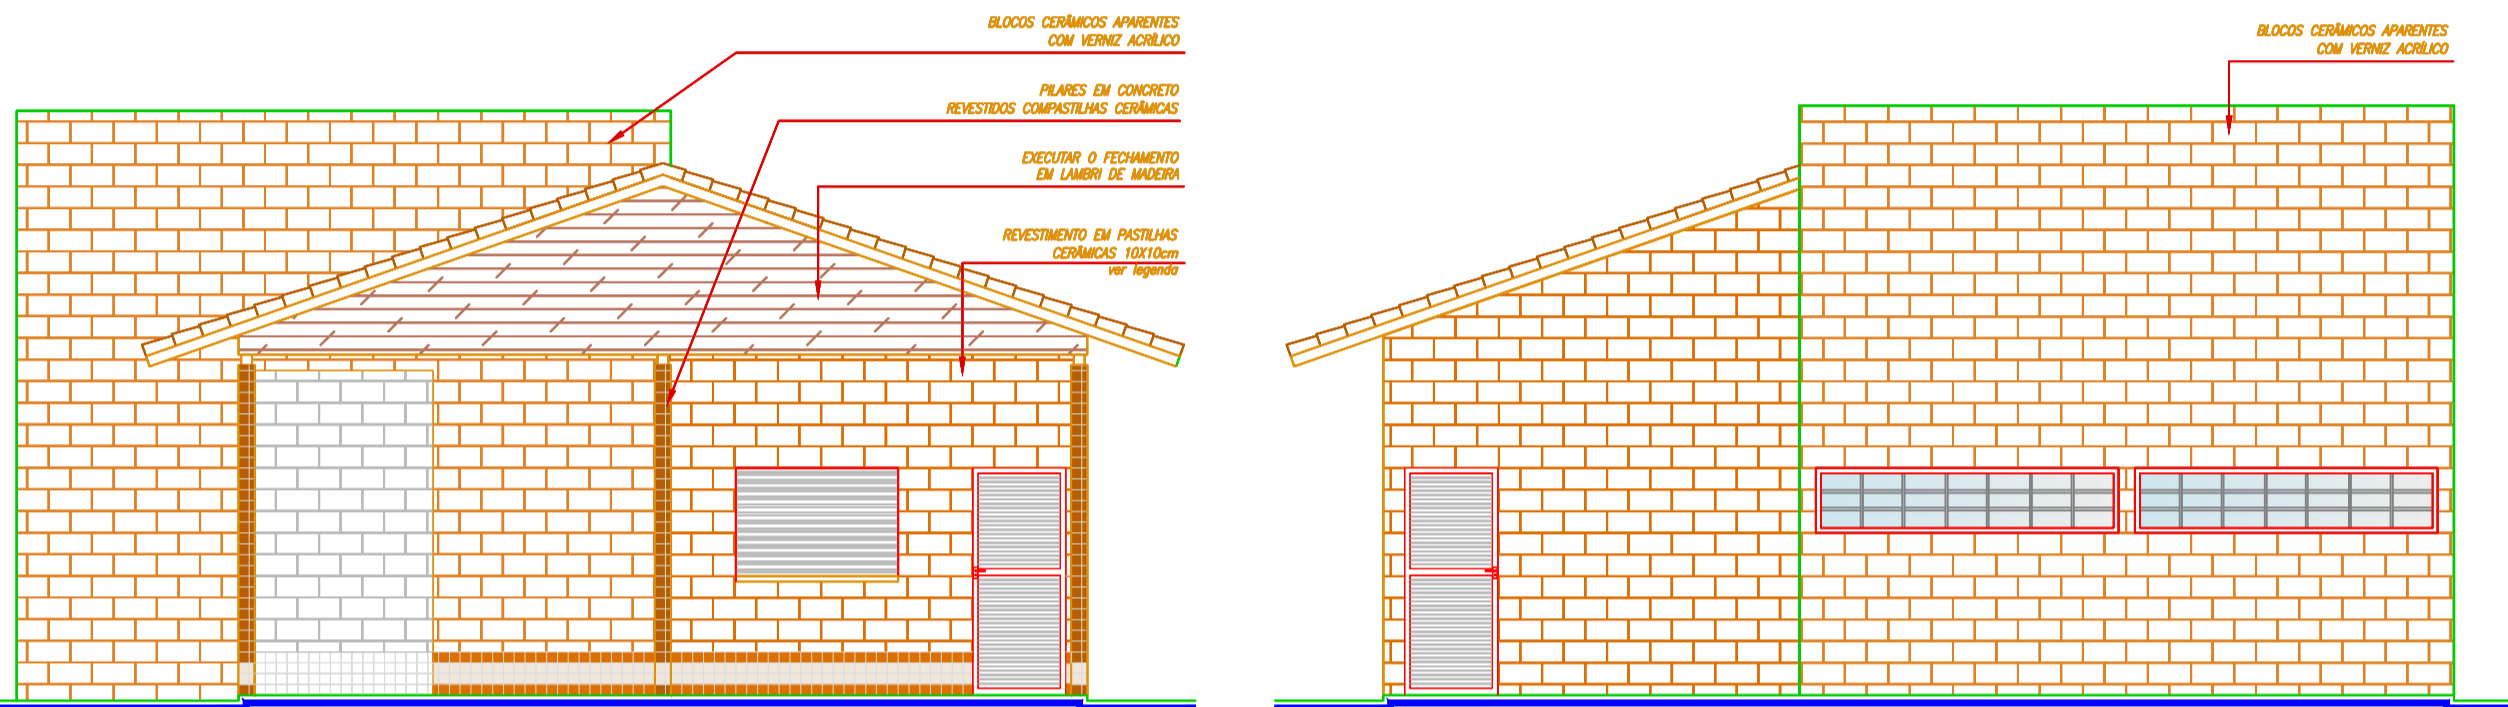 BLOCOS CERÂMICOS APARENTES
COM VERNIZ ACRÍLICO
PILARES EM CONCRETO
REVESTIDOS COMPASTILHAS CERÂMICAS
EXECUTAR O FECHAMENTO
EM LAMBRI DE MADEIRA
REVESTIMENTO EM PASTILHAS
CERÂMICAS 10X10cm
ver legenda
BLOCOS CERÂMICOS APARENTES
COM VERNIZ ACRÍLICO